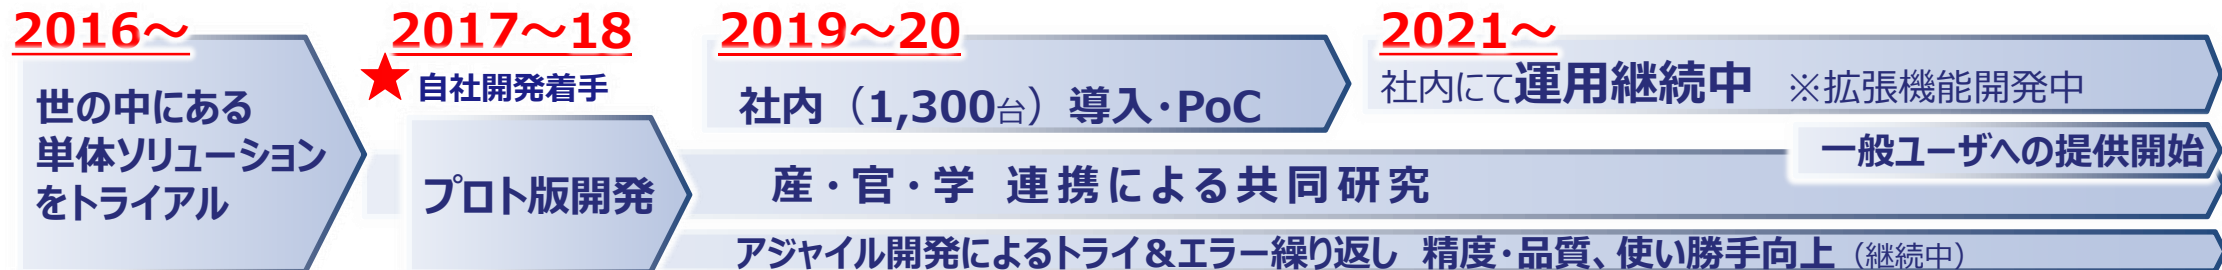 2016～
世の中にある
単体ソリューション
をトライアル
2017～18
★ 自社開発着手
プロト版開発
2019～20
社内（1,300台）導入・PoC
2021～
社内にて運用継続中 ※拡張機能開発中
一般ユーザへの提供開始
産・官・学 連携による共同研究
アジャイル開発によるトライ＆エラー繰り返し 精度・品質、使い勝手向上（継続中）